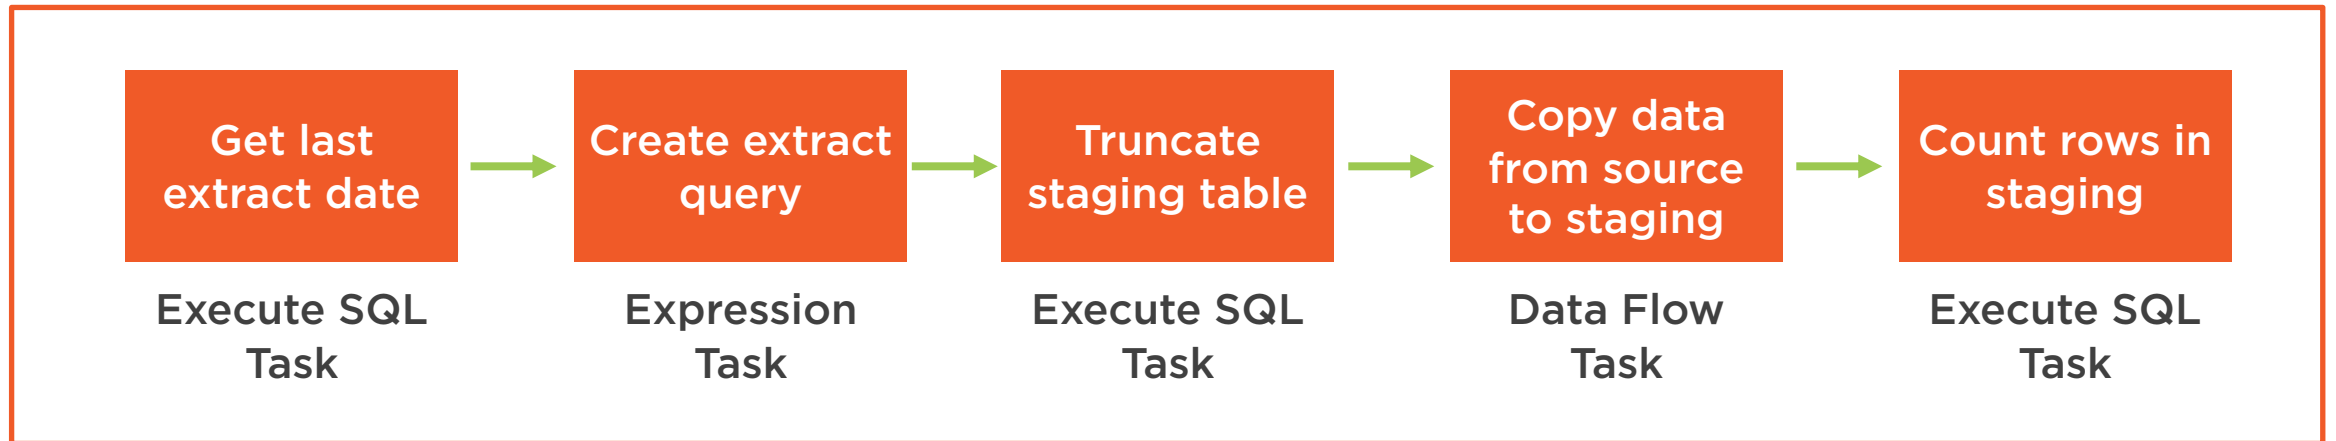 Get last
extract date
Create extract
query
Truncate
staging table
Copy data
from source
to staging
Count rows in
staging
Execute SQL
Task
Expression
Task
Execute SQL
Task
Data Flow
Task
Execute SQL
Task